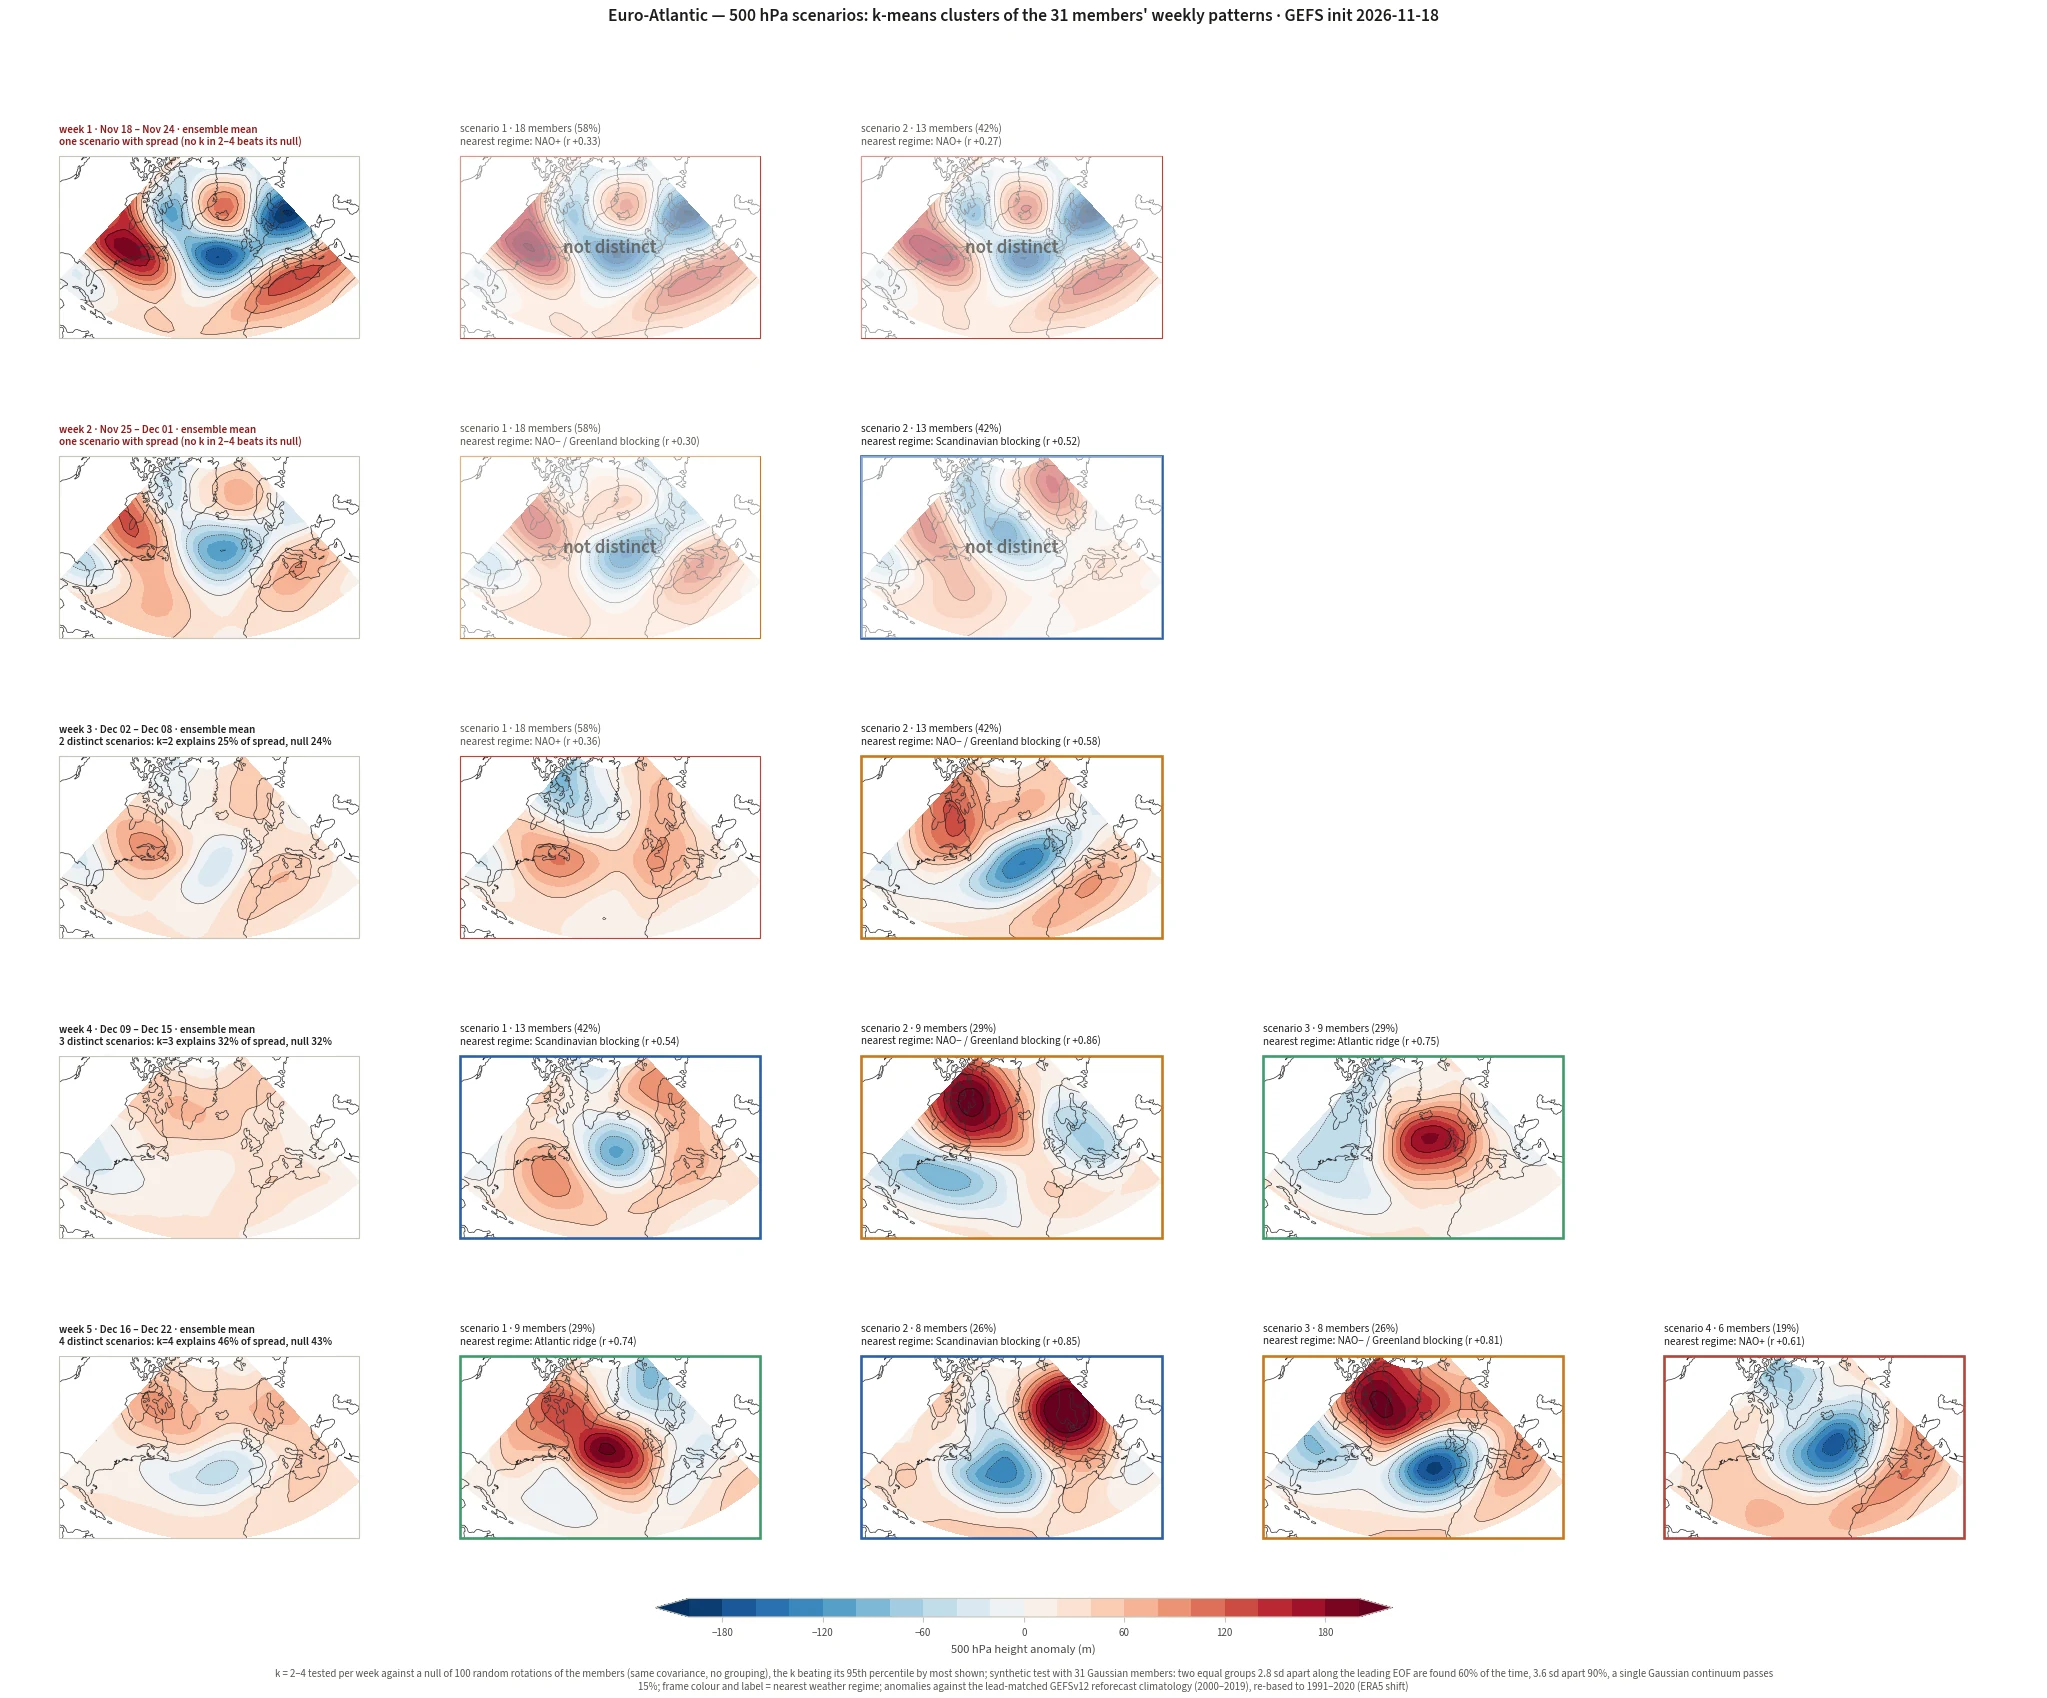 Euro-Atlantic — 500 hPa scenarios: k-means clusters of the 31 members' weekly patterns · GEFS init 2026-11-18
week 1 · Nov 18 – Nov 24 · ensemble mean
one scenario with spread (no k in 2–4 beats its null)
scenario 1 · 18 members (58%)
nearest regime: NAO+ (r +0.33)
not distinct
scenario 2 · 13 members (42%)
nearest regime: NAO+ (r +0.27)
not distinct
week 2 · Nov 25 – Dec 01 · ensemble mean
one scenario with spread (no k in 2–4 beats its null)
scenario 1 · 18 members (58%)
nearest regime: NAO− / Greenland blocking (r +0.30)
not distinct
scenario 2 · 13 members (42%)
nearest regime: Scandinavian blocking (r +0.52)
not distinct
week 3 · Dec 02 – Dec 08 · ensemble mean
2 distinct scenarios: k=2 explains 25% of spread, null 24%
scenario 1 · 18 members (58%)
nearest regime: NAO+ (r +0.36)
scenario 2 · 13 members (42%)
nearest regime: NAO− / Greenland blocking (r +0.58)
week 4 · Dec 09 – Dec 15 · ensemble mean
3 distinct scenarios: k=3 explains 32% of spread, null 32%
scenario 1 · 13 members (42%)
nearest regime: Scandinavian blocking (r +0.54)
scenario 2 · 9 members (29%)
nearest regime: NAO− / Greenland blocking (r +0.86)
scenario 3 · 9 members (29%)
nearest regime: Atlantic ridge (r +0.75)
week 5 · Dec 16 – Dec 22 · ensemble mean
4 distinct scenarios: k=4 explains 46% of spread, null 43%
scenario 1 · 9 members (29%)
nearest regime: Atlantic ridge (r +0.74)
scenario 2 · 8 members (26%)
nearest regime: Scandinavian blocking (r +0.85)
scenario 3 · 8 members (26%)
nearest regime: NAO− / Greenland blocking (r +0.81)
scenario 4 · 6 members (19%)
nearest regime: NAO+ (r +0.61)
−180 −120 −60 0 60 120 180
500 hPa height anomaly (m)
k = 2–4 tested per week against a null of 100 random rotations of the members (same covariance, no grouping), the k beating its 95th percentile by most shown; synthetic test with 31 Gaussian members: two equal groups 2.8 sd apart along the leading EOF are found 60% of the time, 3.6 sd apart 90%, a single Gaussian continuum passes
15%; frame colour and label = nearest weather regime; anomalies against the lead-matched GEFSv12 reforecast climatology (2000–2019), re-based to 1991–2020 (ERA5 shift)